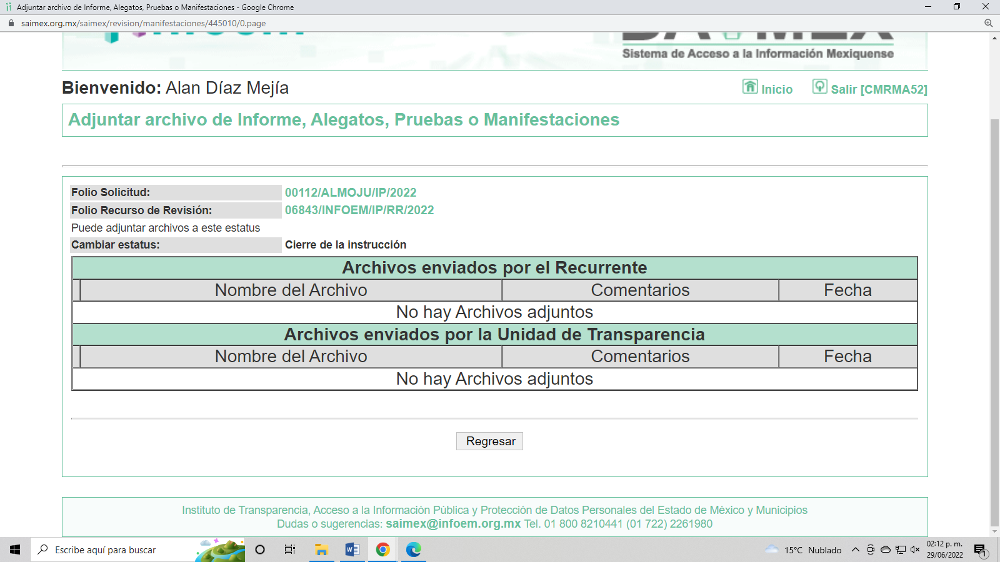 Adjuntar archivo de Informe, Alegatos, Pruebas o Manifestaciones - Google Chrome
saimex.org.mx/saimex/revision/manifestaciones/445010/0.page
Sistema de Acceso a la Información Mexiquense
Bienvenido: Alan Díaz Mejía
Inicio
Salir [CMRMA52]
Adjuntar archivo de Informe, Alegatos, Pruebas o Manifestaciones
Folio Solicitud: 00112/ALMOJU/IP/2022
Folio Recurso de Revisión: 06843/INFOEM/IP/RR/2022
Puede adjuntar archivos a este estatus
Cambiar estatus: Cierre de la instrucción
Archivos enviados por el Recurrente
Nombre del Archivo Comentarios Fecha
No hay Archivos adjuntos
Archivos enviados por la Unidad de Transparencia
Nombre del Archivo Comentarios Fecha
No hay Archivos adjuntos
Regresar
Instituto de Transparencia, Acceso a la Información Pública y Protección de Datos Personales del Estado de México y Municipios
Dudas o sugerencias: saimex@infoem.org.mx Tel. 01 800 8210441 (01 722) 2261980
Escribe aquí para buscar
15°C Nublado
02:12 p. m.
29/06/2022
1